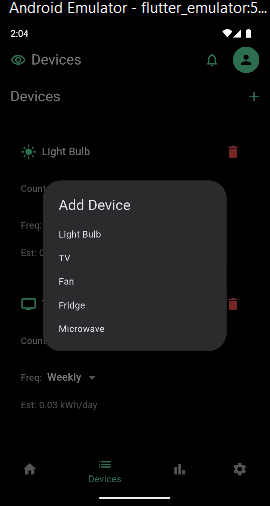 Android Emulator - flutter_emulator:5...
2:04
Devices
Devices
Light Bulb
Count
Add Device
Light Bulb
TV
Fan
Fridge
Microwave
Freq:
Est: 0
T
Count
Freq: Weekly
Est: 0.03 kWh/day
Devices